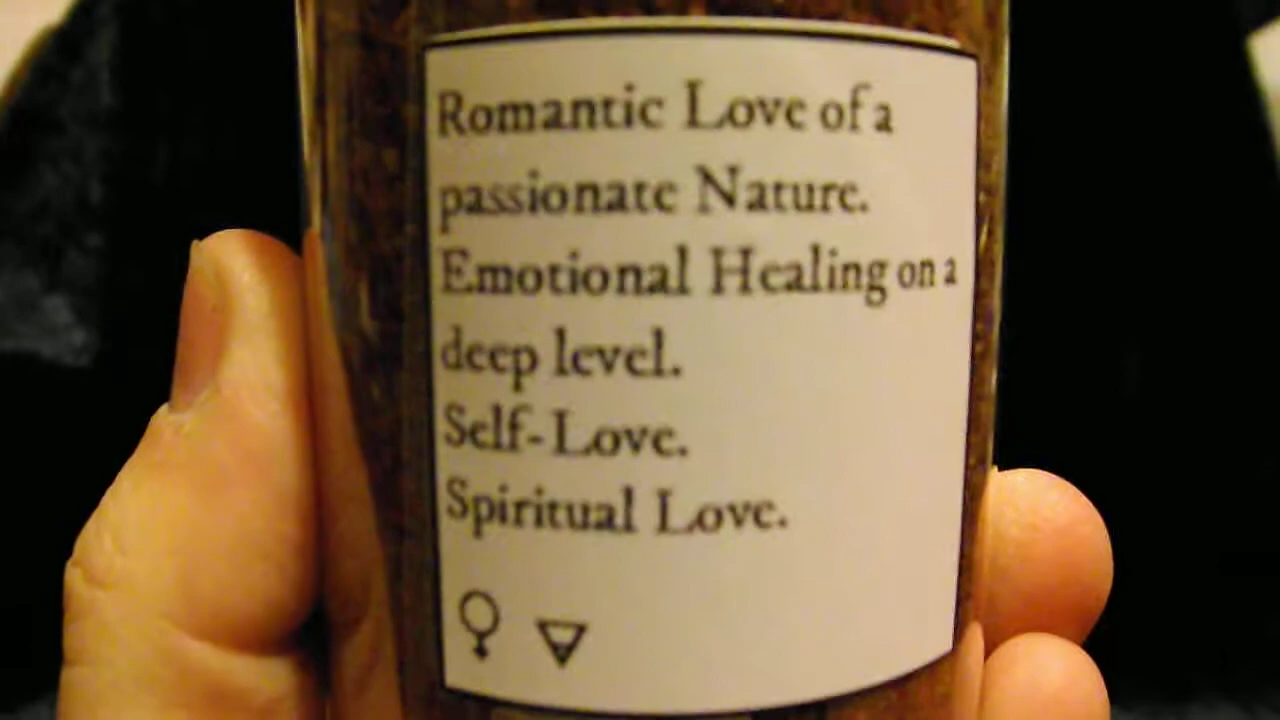 Romantic Love of a
passionate Nature.
Emotional Healing on a
deep level.
Self-Love.
Spiritual Love.